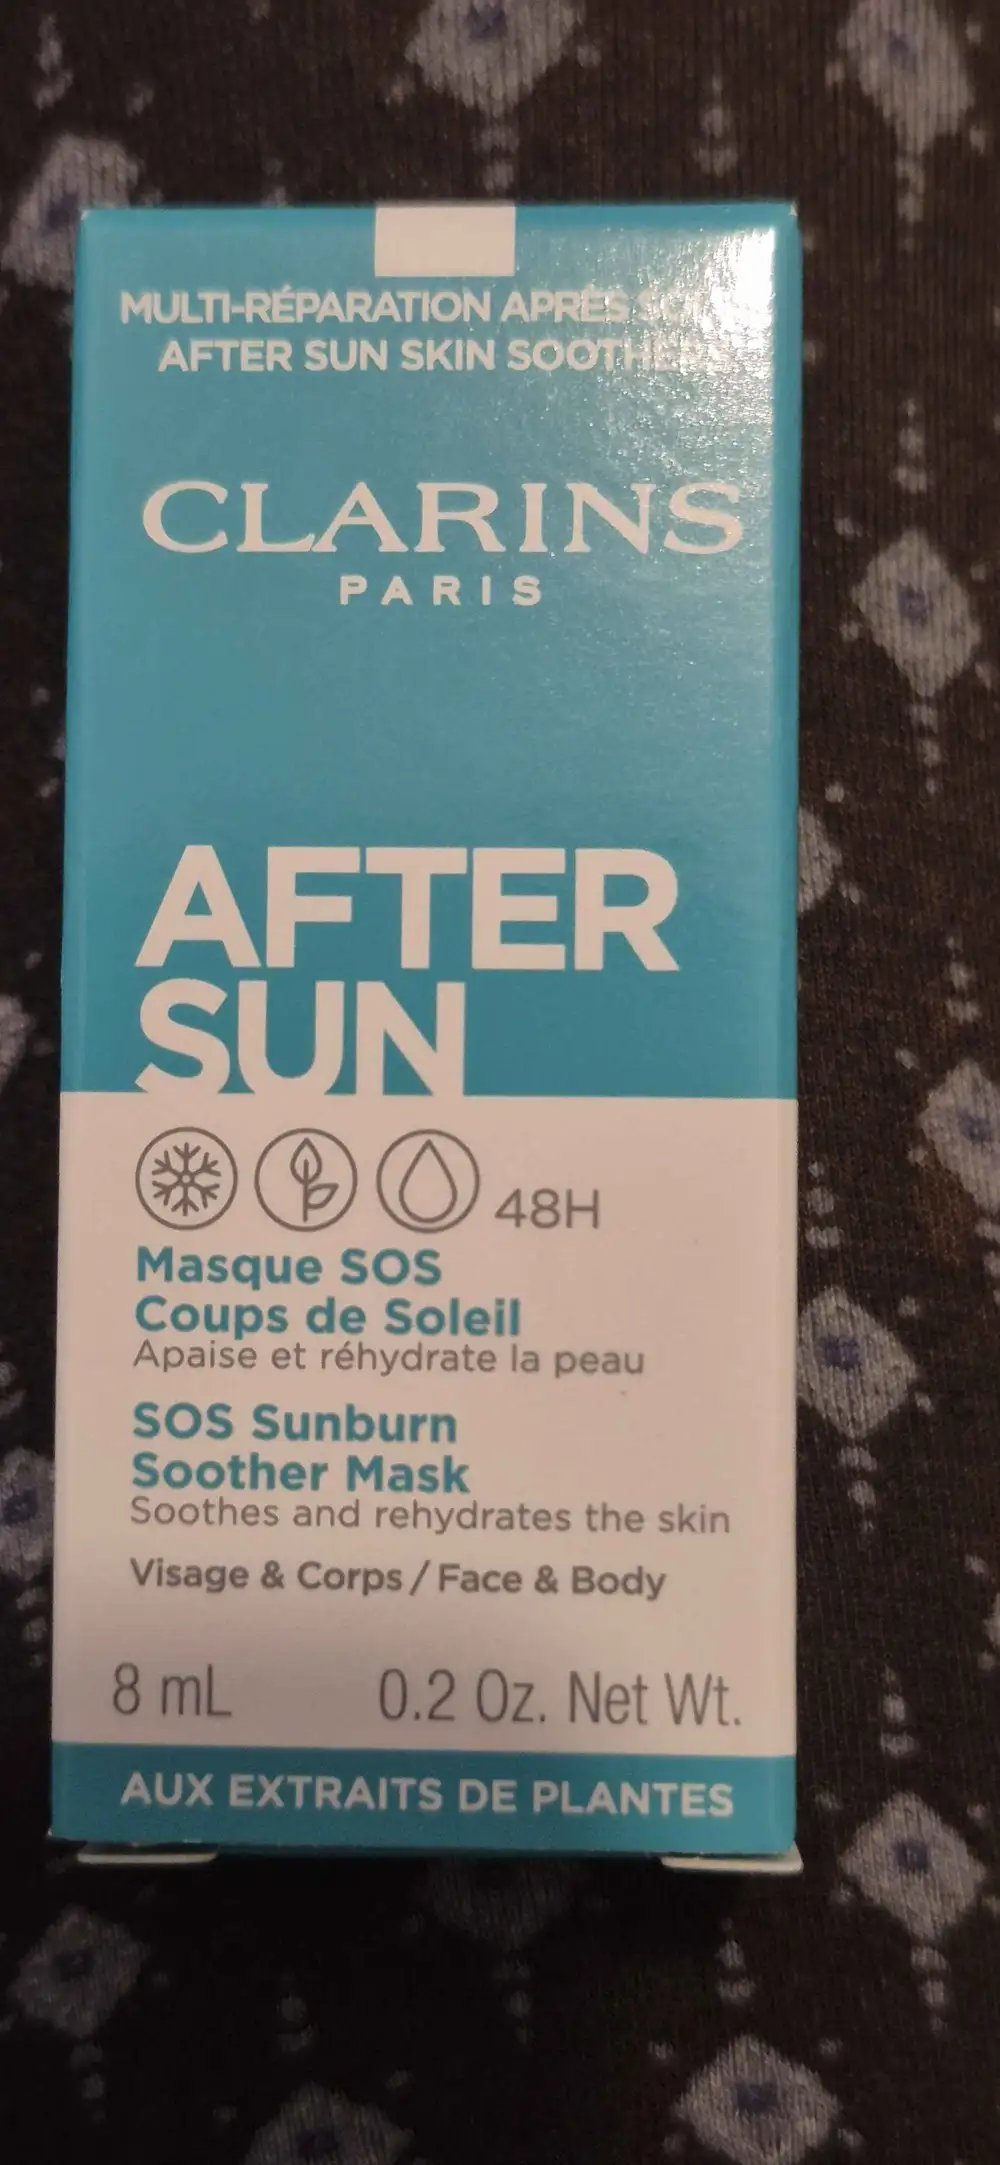 MULTI-RÉPARATION APRÈS
AFTER SUN SKIN
CLARINS
PARIS
AFTER
SUN
48H
Masque SOS
Coups de Soleil
Apaise et réhydrate la peau
SOS Sunburn
Soother Mask
Soothes and rehydrates the skin
Visage & Corps / Face & Body
8 mL 0.2 Oz. Net Wt.
AUX EXTRAITS DE PLANTES